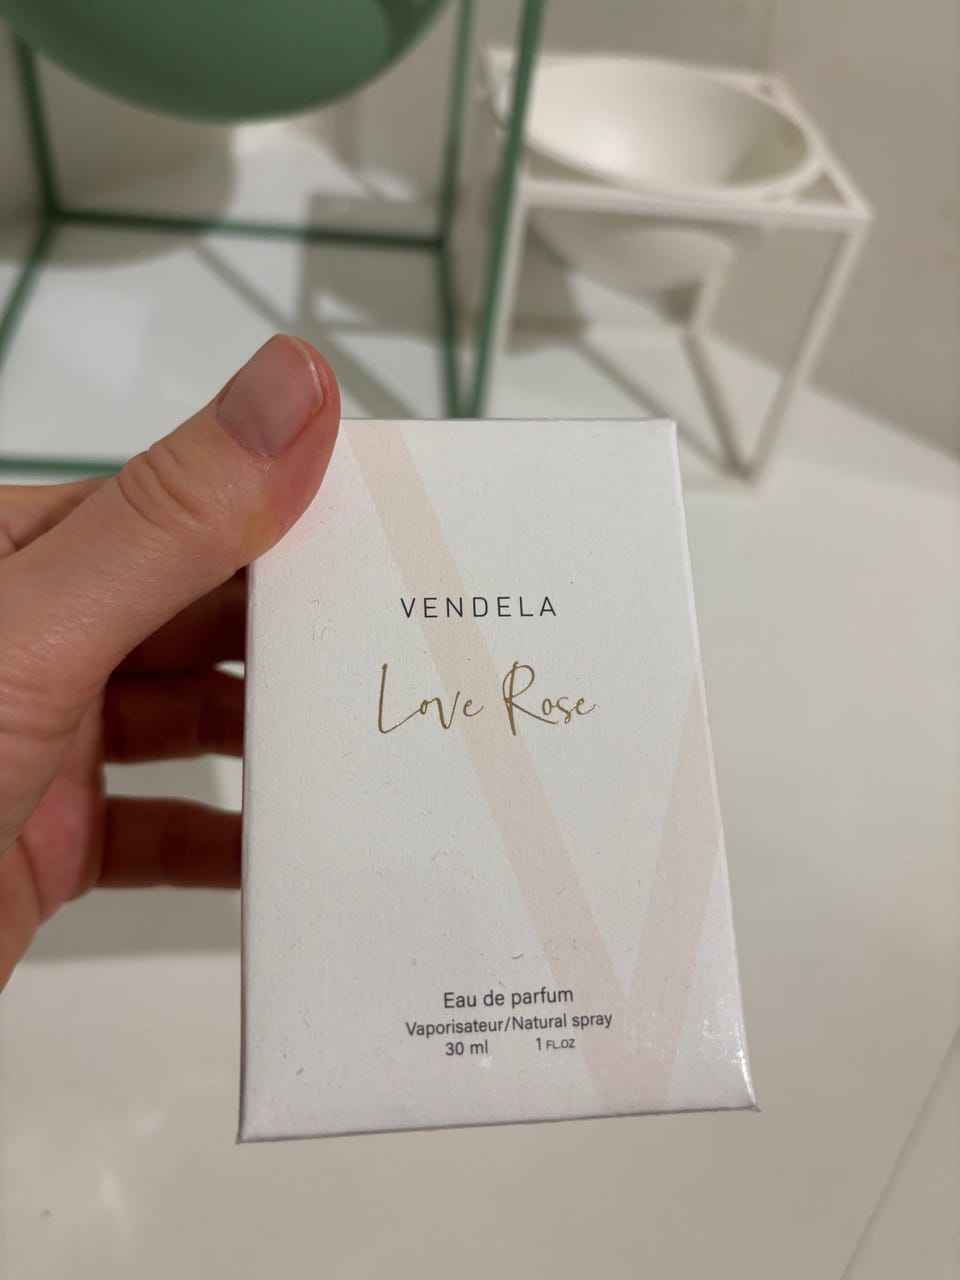 VENDELA
Love Rose
Eau de parfum
Vaporisateur/Natural spray
30 ml 1 FL.OZ